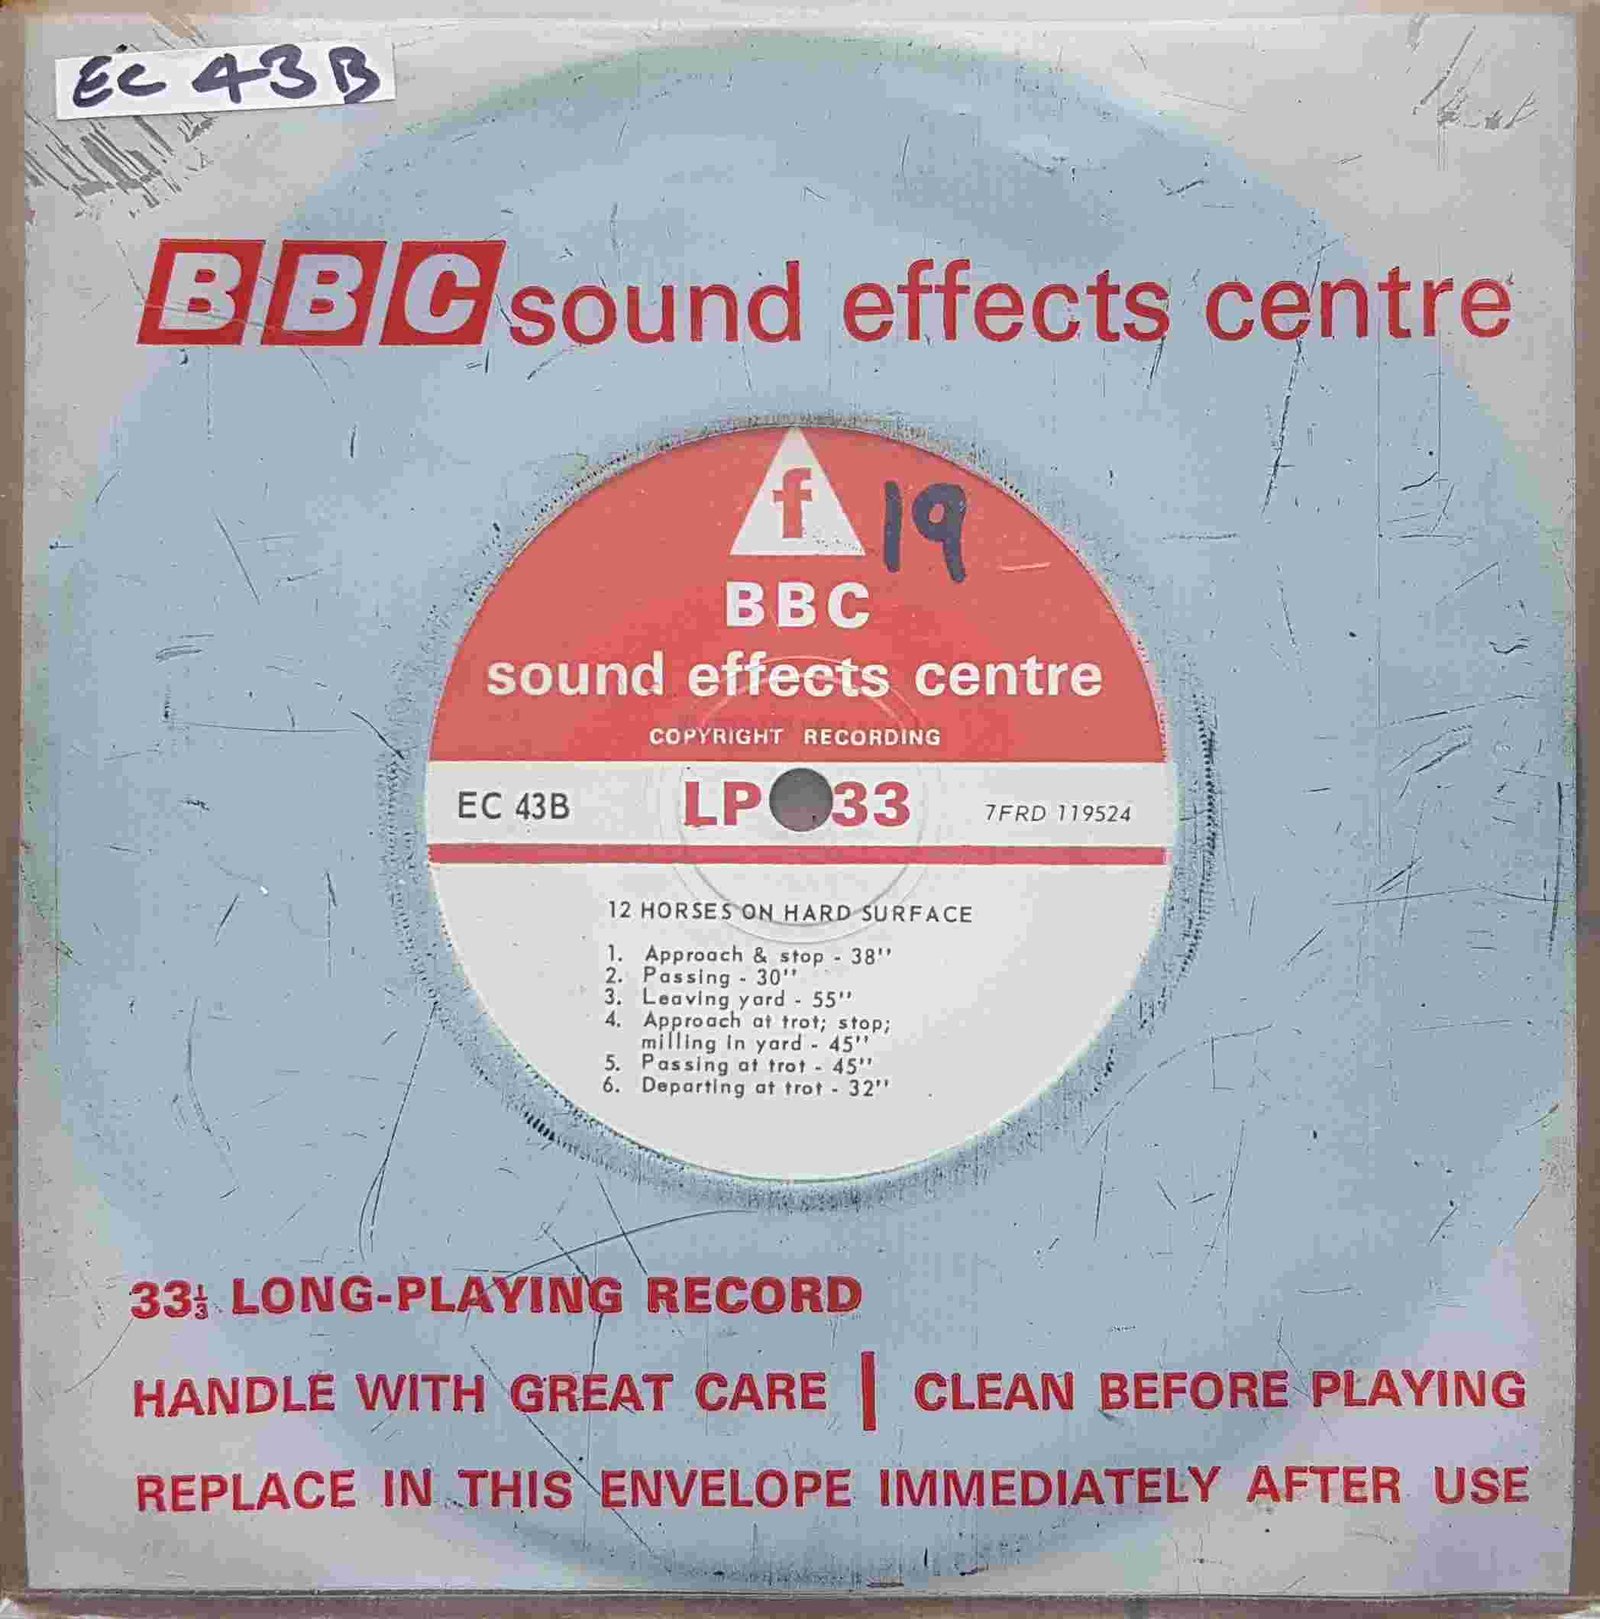 EC 43B
BBC sound effects centre
f
19
BBC
sound effects centre
COPYRIGHT RECORDING
EC 43B LP 33 7FRD 119524
12 HORSES ON HARD SURFACE
1. Approach & stop - 38''
2. Passing - 30''
3. Leaving yard - 55''
4. Approach at trot; stop;
milling in yard - 45''
5. Passing at trot - 45''
6. Departing at trot - 32''
33⅓ LONG-PLAYING RECORD
HANDLE WITH GREAT CARE | CLEAN BEFORE PLAYING
REPLACE IN THIS ENVELOPE IMMEDIATELY AFTER USE